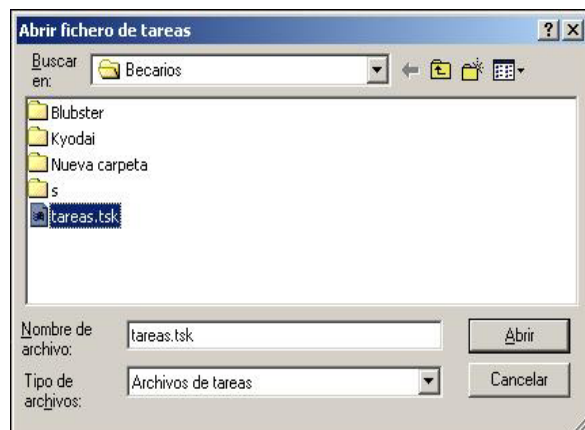 Abrir fichero de tareas
Buscar
en:
Becarios
Blubster
Kyodai
Nueva carpeta
s
tareas.tsk
Nombre de
archivo:
tareas.tsk
Abrir
Tipo de
archivos:
Archivos de tareas
Cancelar